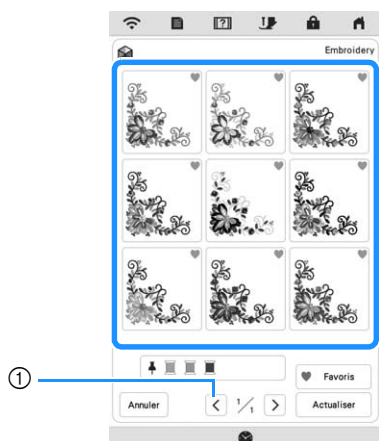 Embroidery
①
Favoris
Annuler
1/1
Actualiser